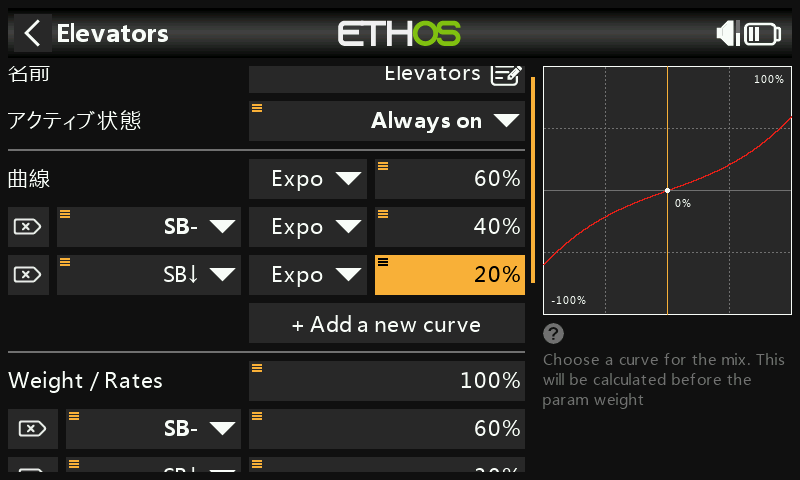 Elevators
ETHOS
名前 Elevators
アクティブ状態 Always on
曲線 Expo 60%
SB- Expo 40%
SB↓ Expo 20%
+ Add a new curve
Weight / Rates 100%
SB- 60%
100%
0%
-100%
?
Choose a curve for the mix. This
will be calculated before the
param weight